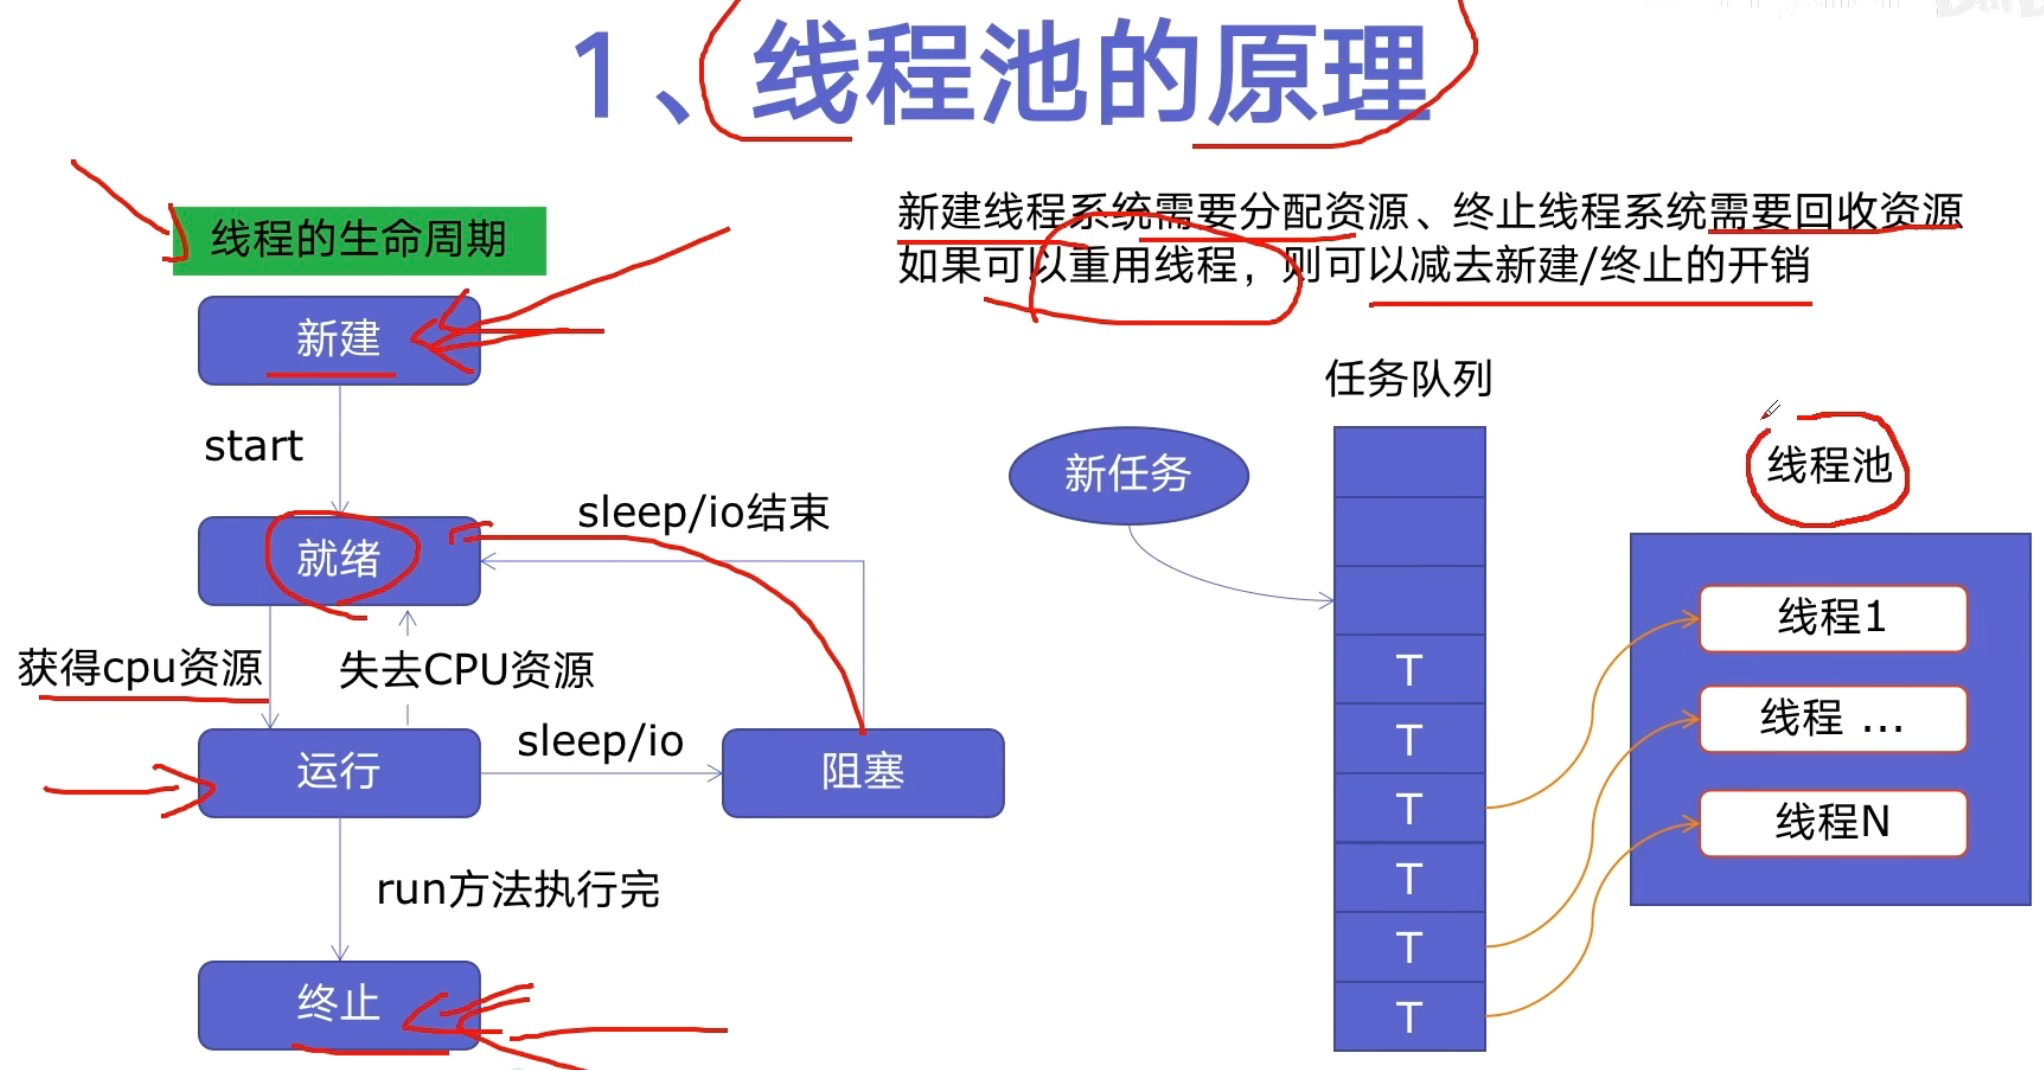 1、线程池的原理
线程的生命周期
新建
start
就绪
sleep/io结束
获得cpu资源
失去CPU资源
运行
sleep/io
阻塞
run方法执行完
终止
新建线程系统需要分配资源、终止线程系统需要回收资源
如果可以重用线程，则可以减去新建/终止的开销
任务队列
新任务
T
T
T
T
T
T
线程池
线程1
线程 ...
线程N